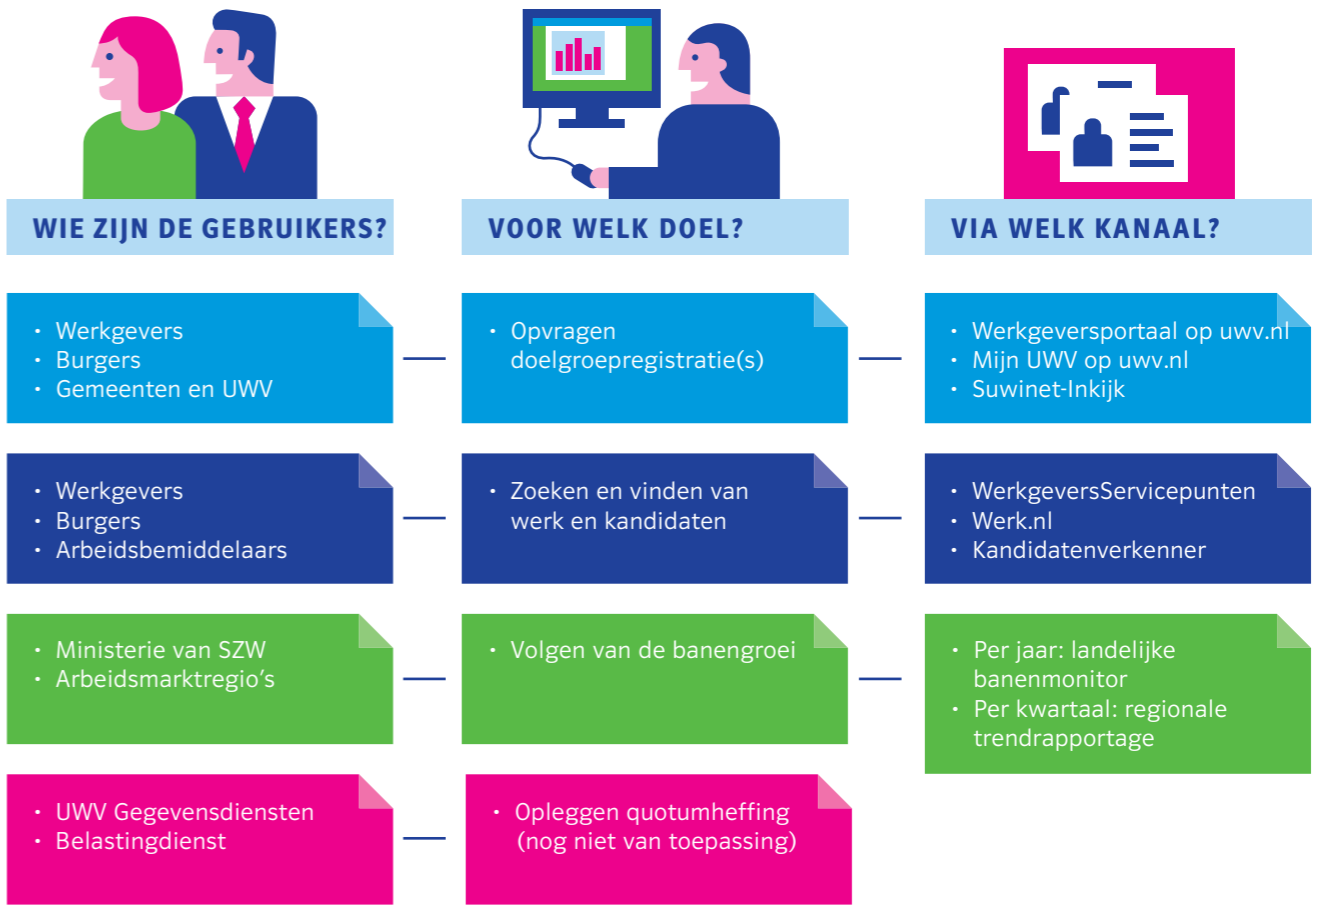 WIE ZIJN DE GEBRUIKERS?
VOOR WELK DOEL?
VIA WELK KANAAL?
• Werkgevers
• Burgers
• Gemeenten en UWV
• Opvragen
doelgroepregistratie(s)
• Werkgeversportaal op uwv.nl
• Mijn UWV op uwv.nl
• Suwinet-Inkijk
• Werkgevers
• Burgers
• Arbeidsbemiddelaars
• Zoeken en vinden van
werk en kandidaten
• WerkgeversServicepunten
• Werk.nl
• Kandidatenverkenner
• Ministerie van SZW
• Arbeidsmarktregio’s
• Volgen van de banengroei
• Per jaar: landelijke
banenmonitor
• Per kwartaal: regionale
trendrapportage
• UWV Gegevensdiensten
• Belastingdienst
• Opleggen quotumheffing
(nog niet van toepassing)